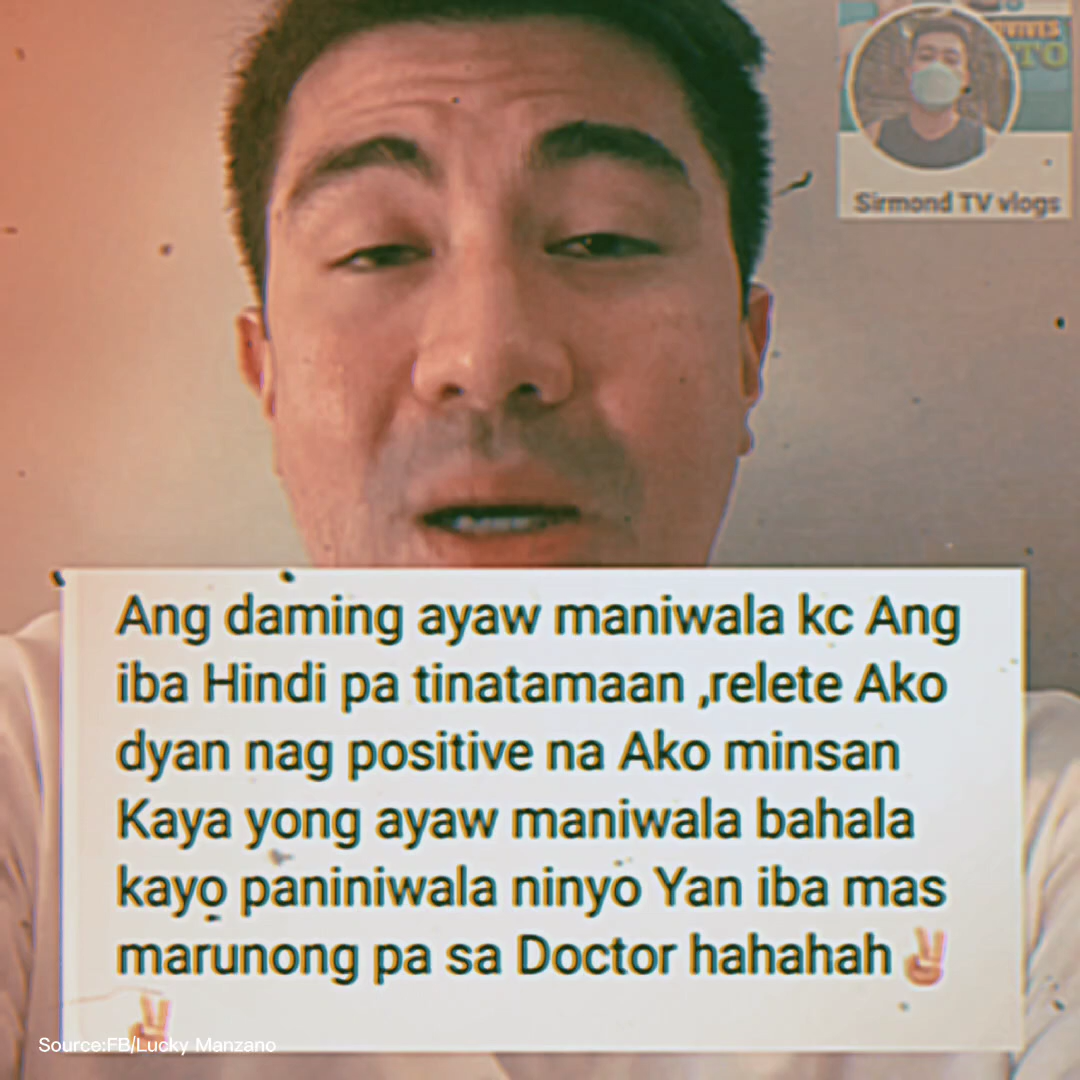 Sirmond TV vlogs
Ang daming ayaw maniwala kc Ang
iba Hindi pa tinatamaan ,relete Ako
dyan nag positive na Ako minsan
Kaya yong ayaw maniwala bahala
kayo paniniwala ninyo Yan iba mas
marunong pa sa Doctor hahahah✌
✌
Source:FB/Lucky Manzano